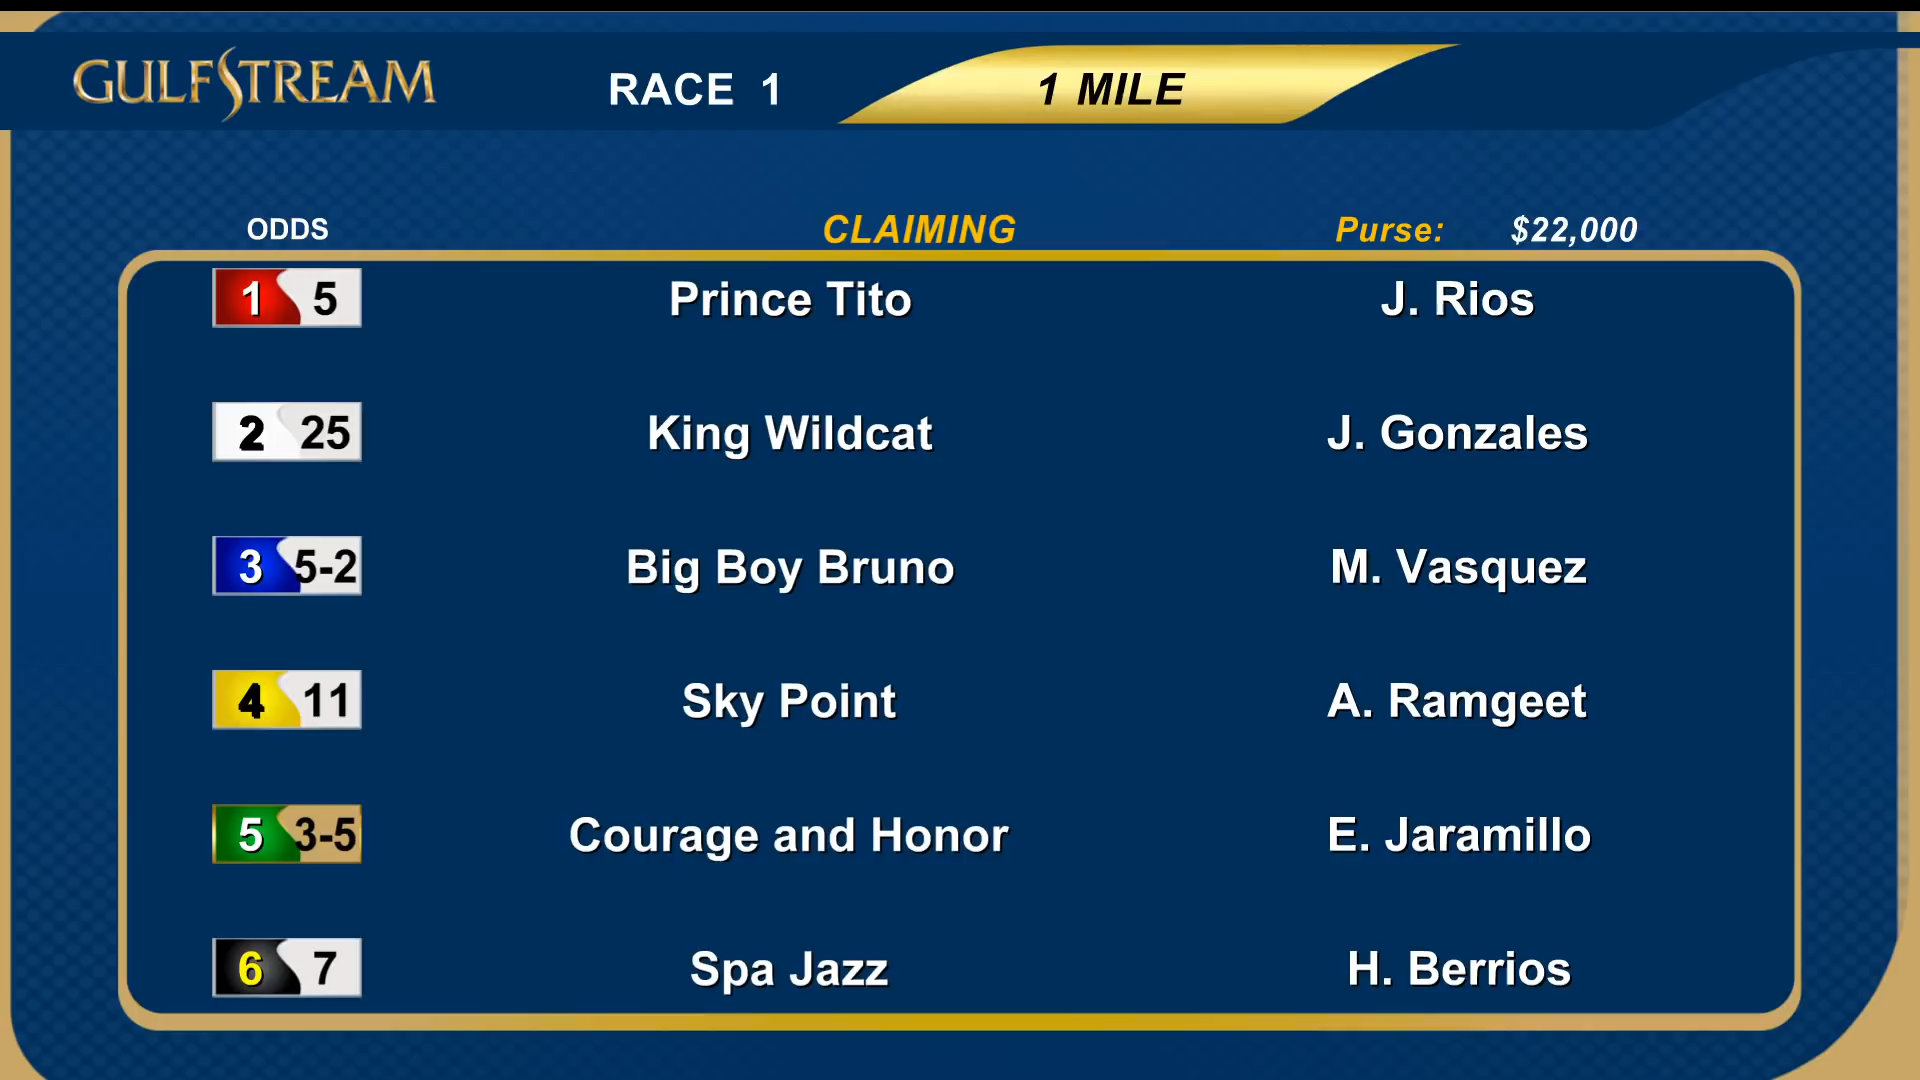 GULFSTREAM RACE 1 1 MILE
ODDS CLAIMING Purse: $22,000
1 5 Prince Tito J. Rios
2 25 King Wildcat J. Gonzales
3 5-2 Big Boy Bruno M. Vasquez
4 11 Sky Point A. Ramgeet
5 3-5 Courage and Honor E. Jaramillo
6 7 Spa Jazz H. Berrios